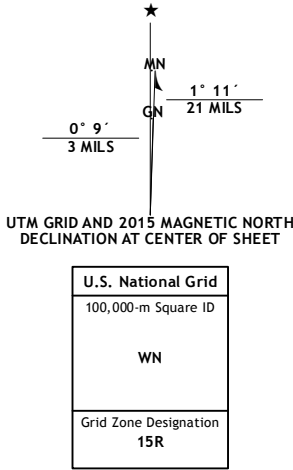 ★
MN
1° 11´
21 MILS
GN
0° 9´
3 MILS
UTM GRID AND 2015 MAGNETIC NORTH
DECLINATION AT CENTER OF SHEET
U.S. National Grid
100,000-m Square ID
WN
Grid Zone Designation
15R